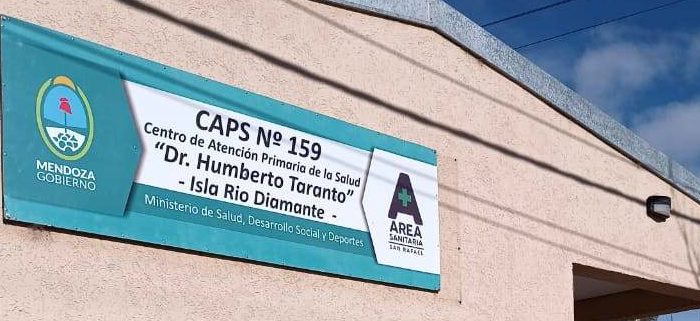 MENDOZA
GOBIERNO
CAPS Nº 159
Centro de Atención Primaria de la Salud
"Dr. Humberto Taranto"
- Isla Rio Diamante -
Ministerio de Salud, Desarrollo Social y Deportes
A
AREA
SANITARIA
SAN RAFAEL